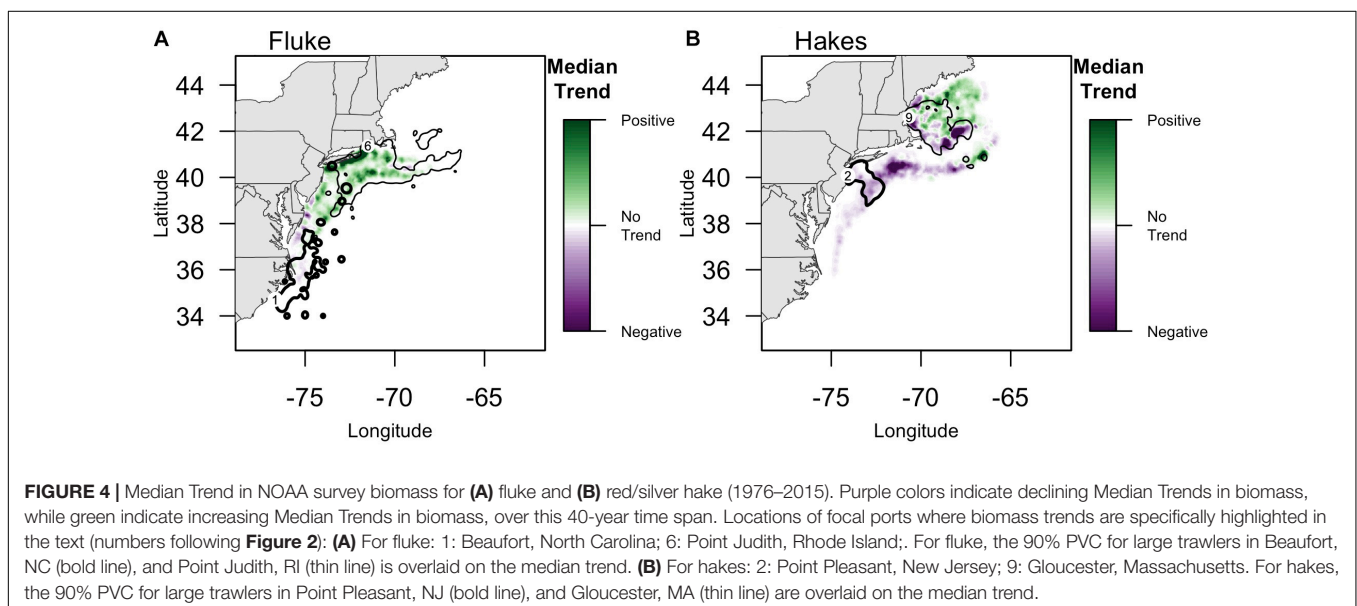 A
Fluke
Median
Trend
Positive
No
Trend
Negative
44
42
40
38
36
34
Latitude
6
1
-75
-70
-65
Longitude
B
Hakes
Median
Trend
Positive
No
Trend
Negative
44
42
40
38
36
34
Latitude
9
2
-75
-70
-65
Longitude
FIGURE 4 | Median Trend in NOAA survey biomass for (A) fluke and (B) red/silver hake (1976–2015). Purple colors indicate declining Median Trends in biomass,
while green indicate increasing Median Trends in biomass, over this 40-year time span. Locations of focal ports where biomass trends are specifically highlighted in
the text (numbers following Figure 2): (A) For fluke: 1: Beaufort, North Carolina; 6: Point Judith, Rhode Island;. For fluke, the 90% PVC for large trawlers in Beaufort,
NC (bold line), and Point Judith, RI (thin line) is overlaid on the median trend. (B) For hakes: 2: Point Pleasant, New Jersey; 9: Gloucester, Massachusetts. For hakes,
the 90% PVC for large trawlers in Point Pleasant, NJ (bold line), and Gloucester, MA (thin line) are overlaid on the median trend.